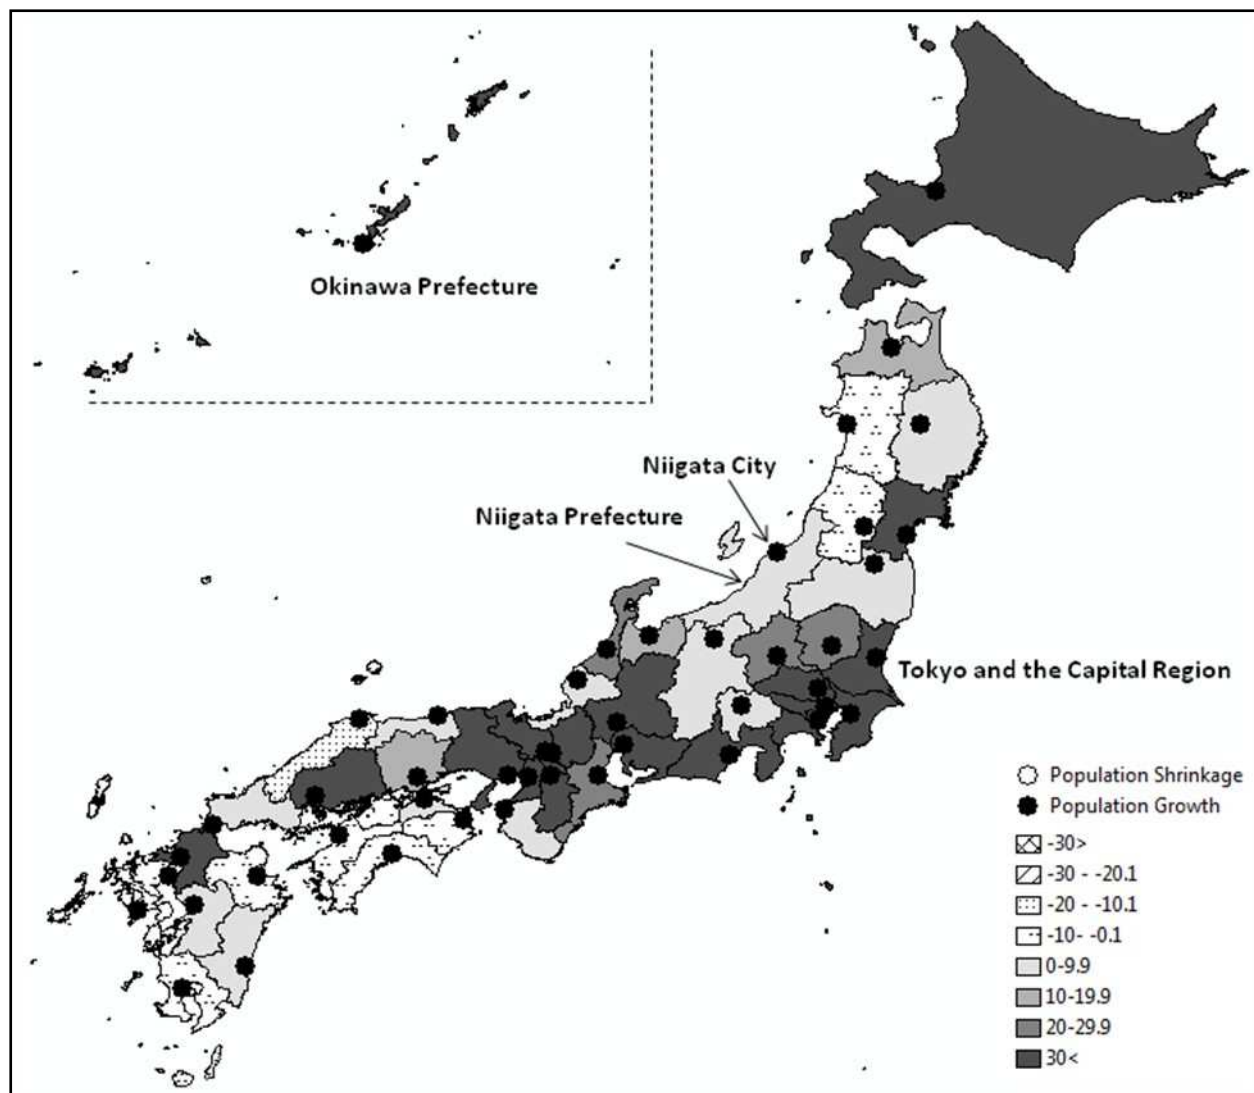 Okinawa Prefecture
Niigata City
Niigata Prefecture
Tokyo and the Capital Region
Population Shrinkage
Population Growth
-30>
-30 - -20.1
-20 - -10.1
-10- -0.1
0-9.9
10-19.9
20-29.9
30<